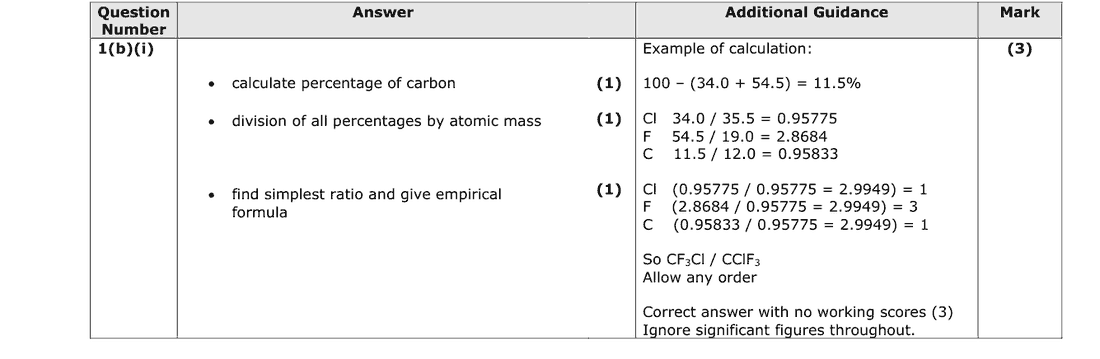 Question Number Answer Additional Guidance Mark
1(b)(i) Example of calculation: (3)
• calculate percentage of carbon (1) 100 – (34.0 + 54.5) = 11.5%
• division of all percentages by atomic mass (1) Cl 34.0 / 35.5 = 0.95775
F 54.5 / 19.0 = 2.8684
C 11.5 / 12.0 = 0.95833
• find simplest ratio and give empirical (1) Cl (0.95775 / 0.95775 = 2.9949) = 1
formula F (2.8684 / 0.95775 = 2.9949) = 3
C (0.95833 / 0.95775 = 2.9949) = 1
So CF₃Cl / CClF₃
Allow any order
Correct answer with no working scores (3)
Ignore significant figures throughout.